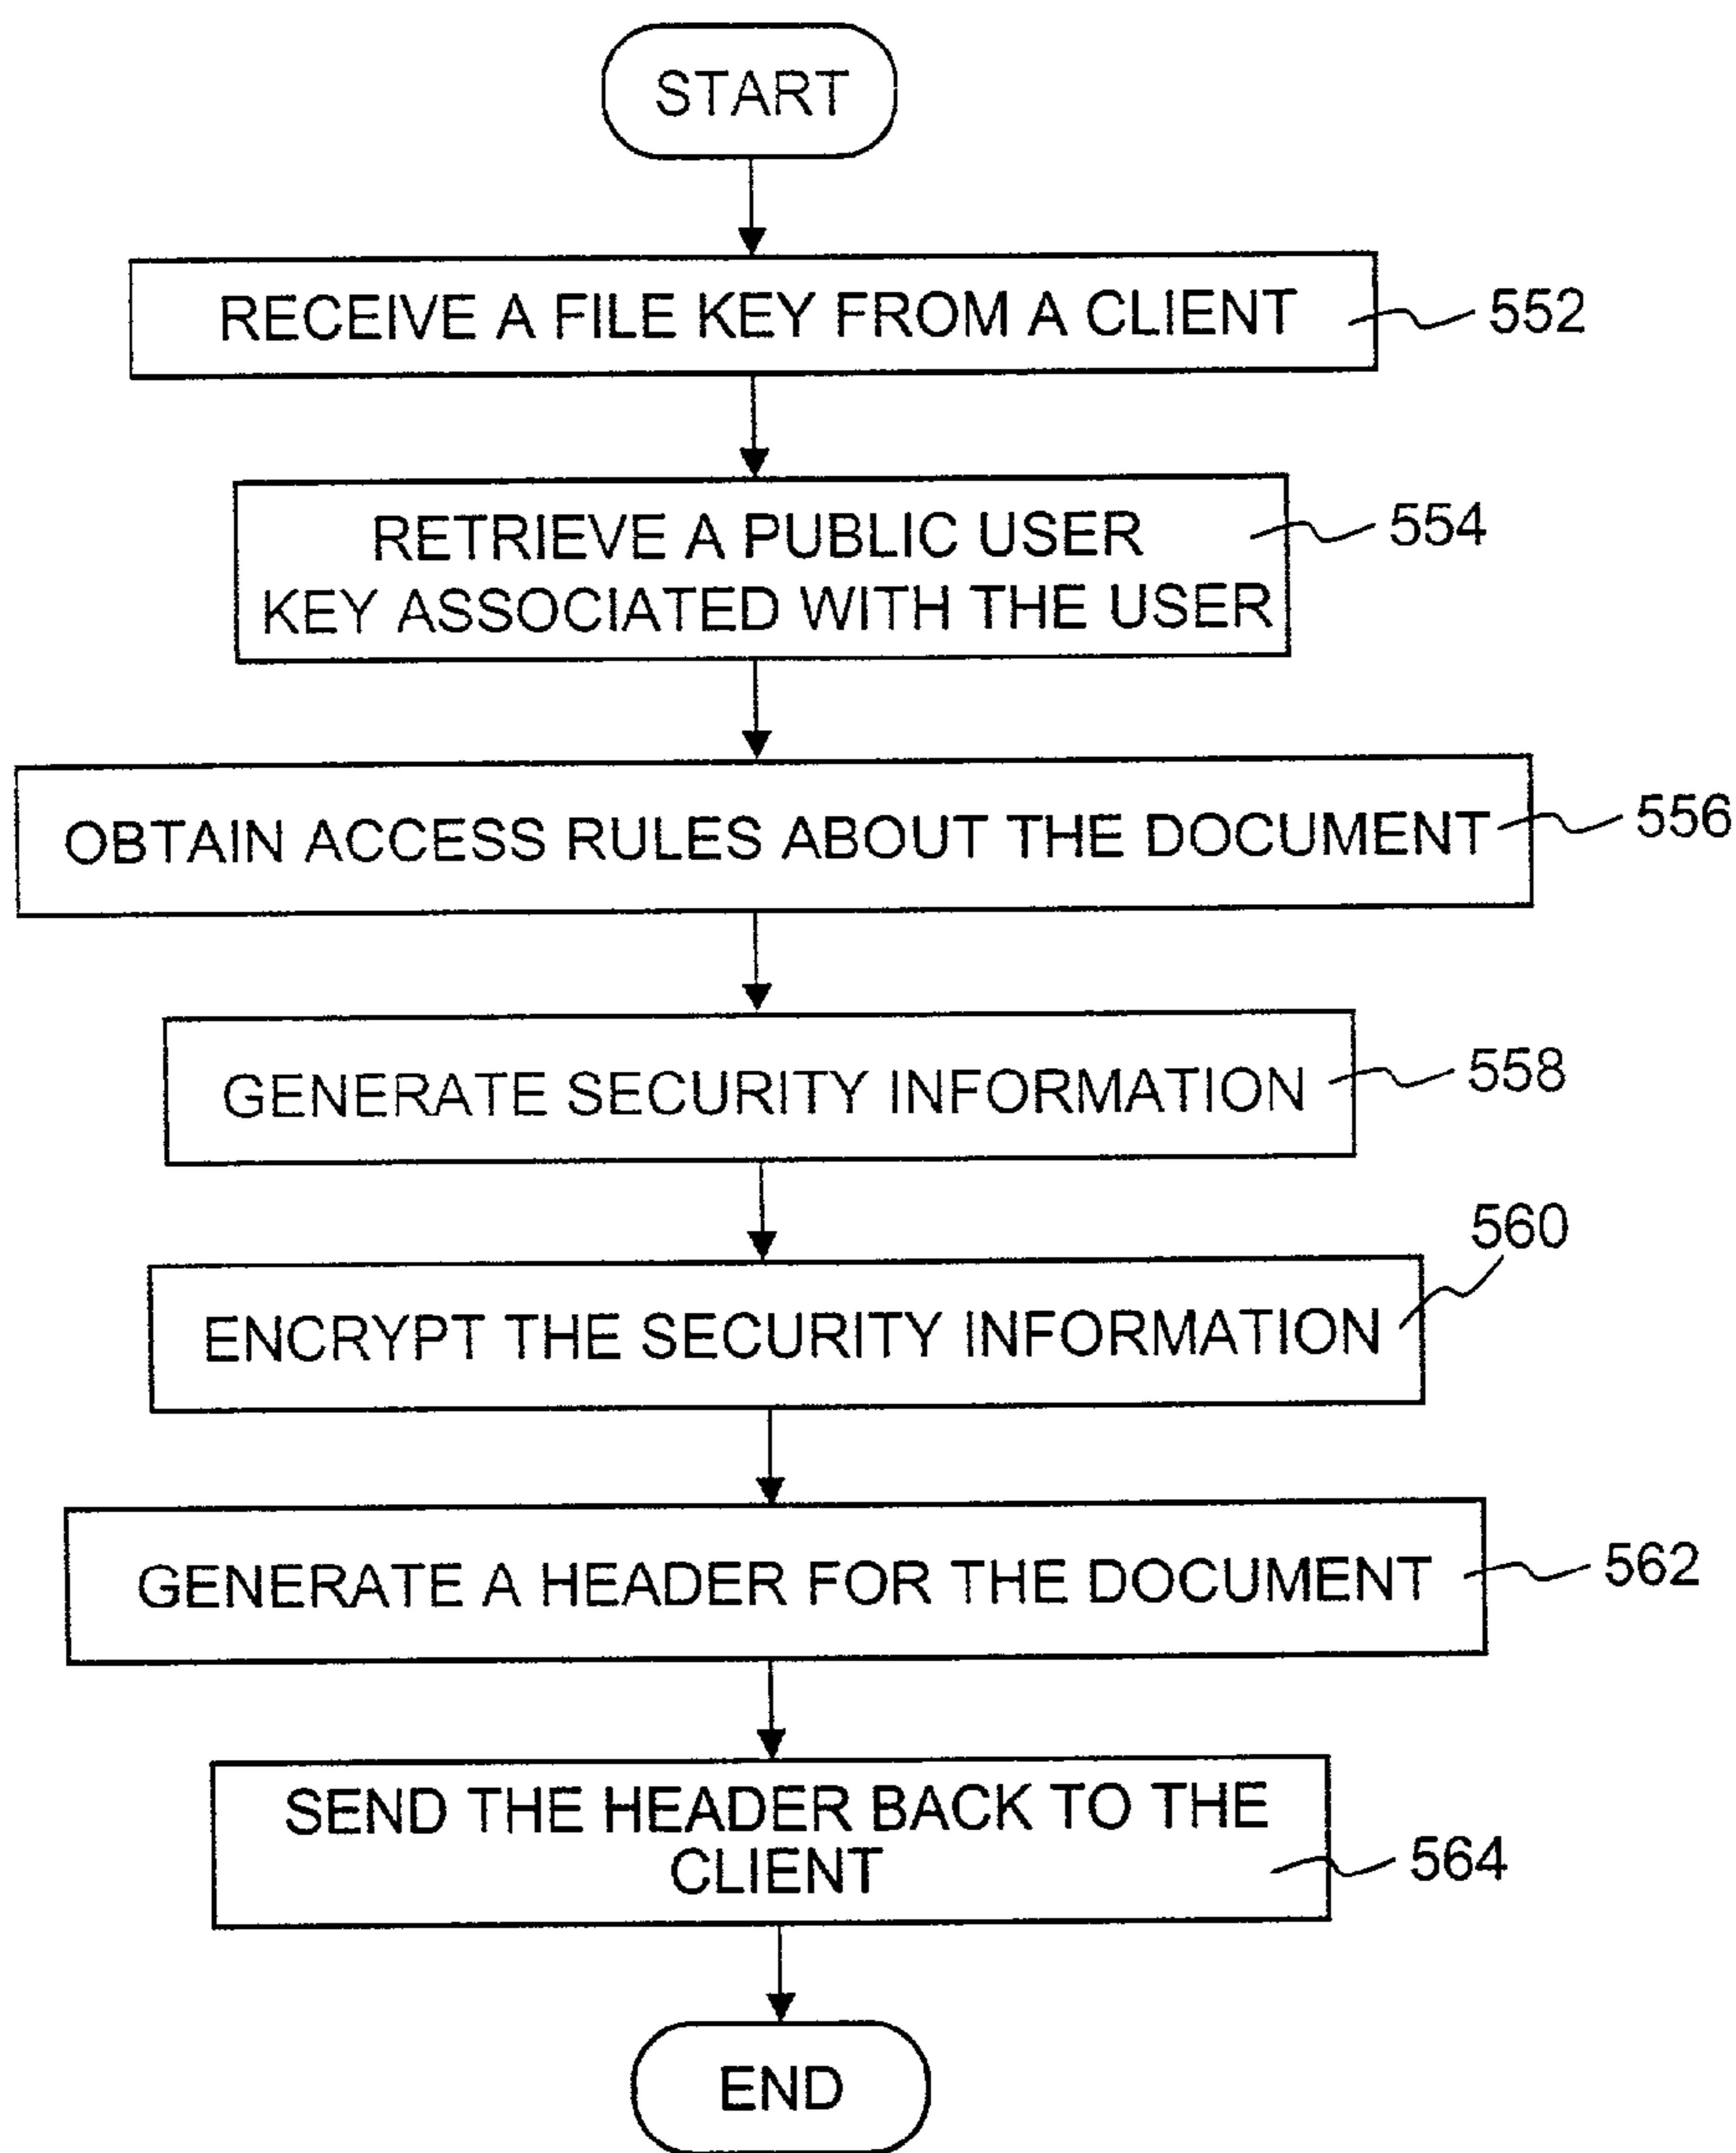 START
RECEIVE A FILE KEY FROM A CLIENT
552
RETRIEVE A PUBLIC USER
KEY ASSOCIATED WITH THE USER
554
OBTAIN ACCESS RULES ABOUT THE DOCUMENT
556
GENERATE SECURITY INFORMATION
558
560
ENCRYPT THE SECURITY INFORMATION
GENERATE A HEADER FOR THE DOCUMENT
562
SEND THE HEADER BACK TO THE
CLIENT
564
END